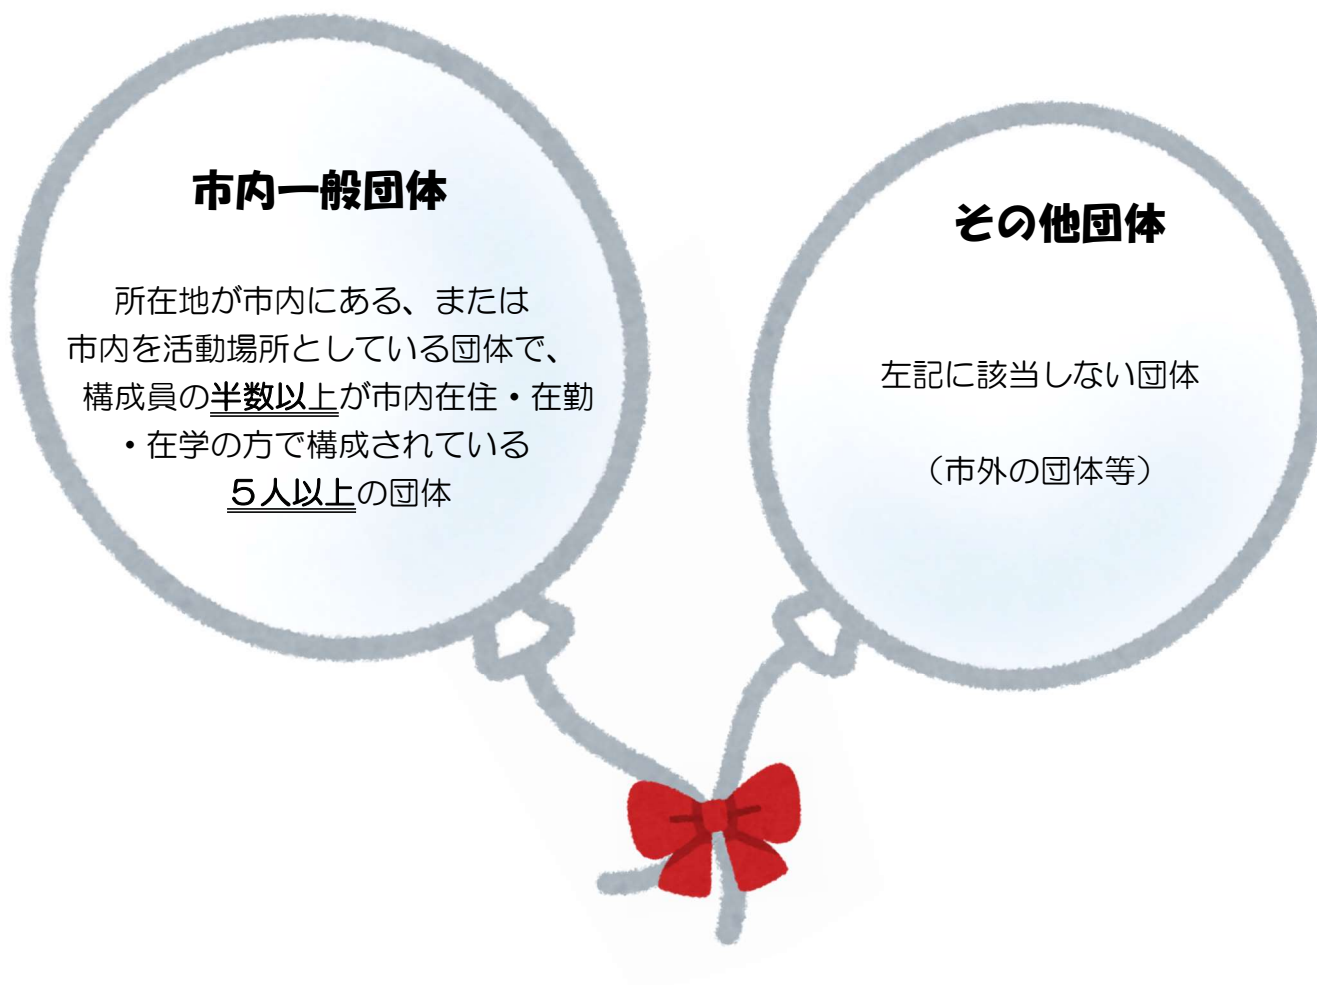 市内一般団体
所在地が市内にある、または
市内を活動場所としている団体で、
構成員の半数以上が市内在住・在勤
・在学の方で構成されている
５人以上の団体
その他団体
左記に該当しない団体
（市外の団体等）